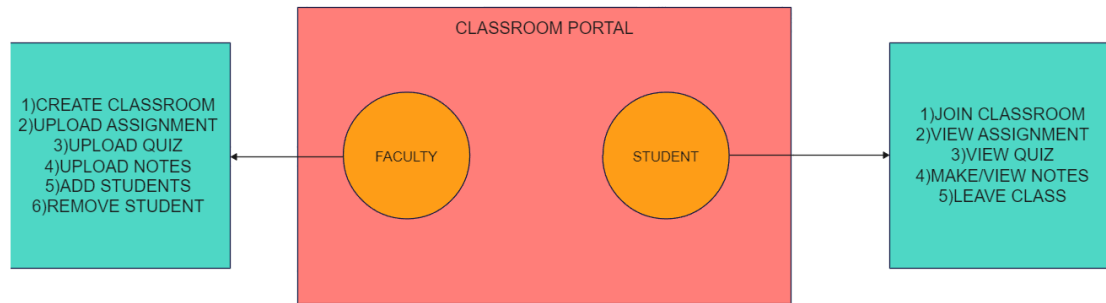 CLASSROOM PORTAL
1)CREATE CLASSROOM
2)UPLOAD ASSIGNMENT
3)UPLOAD QUIZ
4)UPLOAD NOTES
5)ADD STUDENTS
6)REMOVE STUDENT
FACULTY
STUDENT
1)JOIN CLASSROOM
2)VIEW ASSIGNMENT
3)VIEW QUIZ
4)MAKE/VIEW NOTES
5)LEAVE CLASS